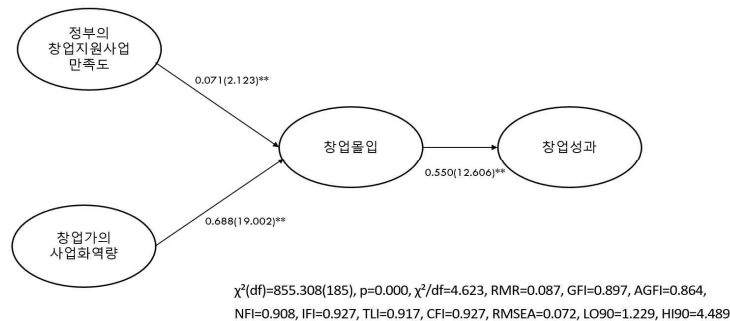 정부의
창업지원사업
만족도
0.071(2.123)**
창업몰입
창업성과
0.550(12.606)**
0.688(19.002)**
창업가의
사업화역량
χ²(df)=855.308(185), p=0.000, χ²/df=4.623, RMR=0.087, GFI=0.897, AGFI=0.864,
NFI=0.908, IFI=0.927, TLI=0.917, CFI=0.927, RMSEA=0.072, LO90=1.229, HI90=4.489